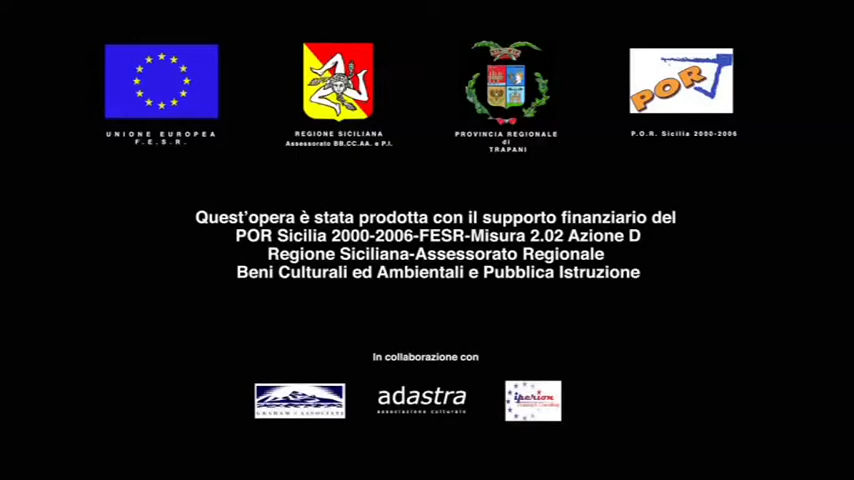 UNIONE EUROPEA
F.E.S.R.
REGIONE SICILIANA
Assessorato BB.CC.AA. e P.I.
PROVINCIA REGIONALE
di
TRAPANI
POR
P.O.R. Sicilia 2000-2006
Quest'opera è stata prodotta con il supporto finanziario del
POR Sicilia 2000-2006-FESR-Misura 2.02 Azione D
Regione Siciliana-Assessorato Regionale
Beni Culturali ed Ambientali e Pubblica Istruzione
In collaborazione con
GRAHAM & ASSOCIATI
adastra
associazione culturale
iperion